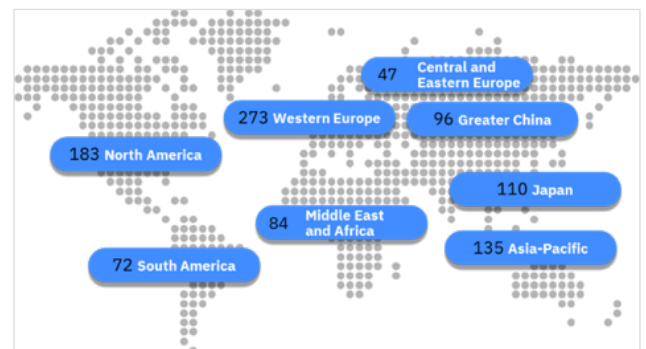 47 Central and
Eastern Europe
273 Western Europe
96 Greater China
183 North America
110 Japan
84 Middle East
and Africa
135 Asia-Pacific
72 South America